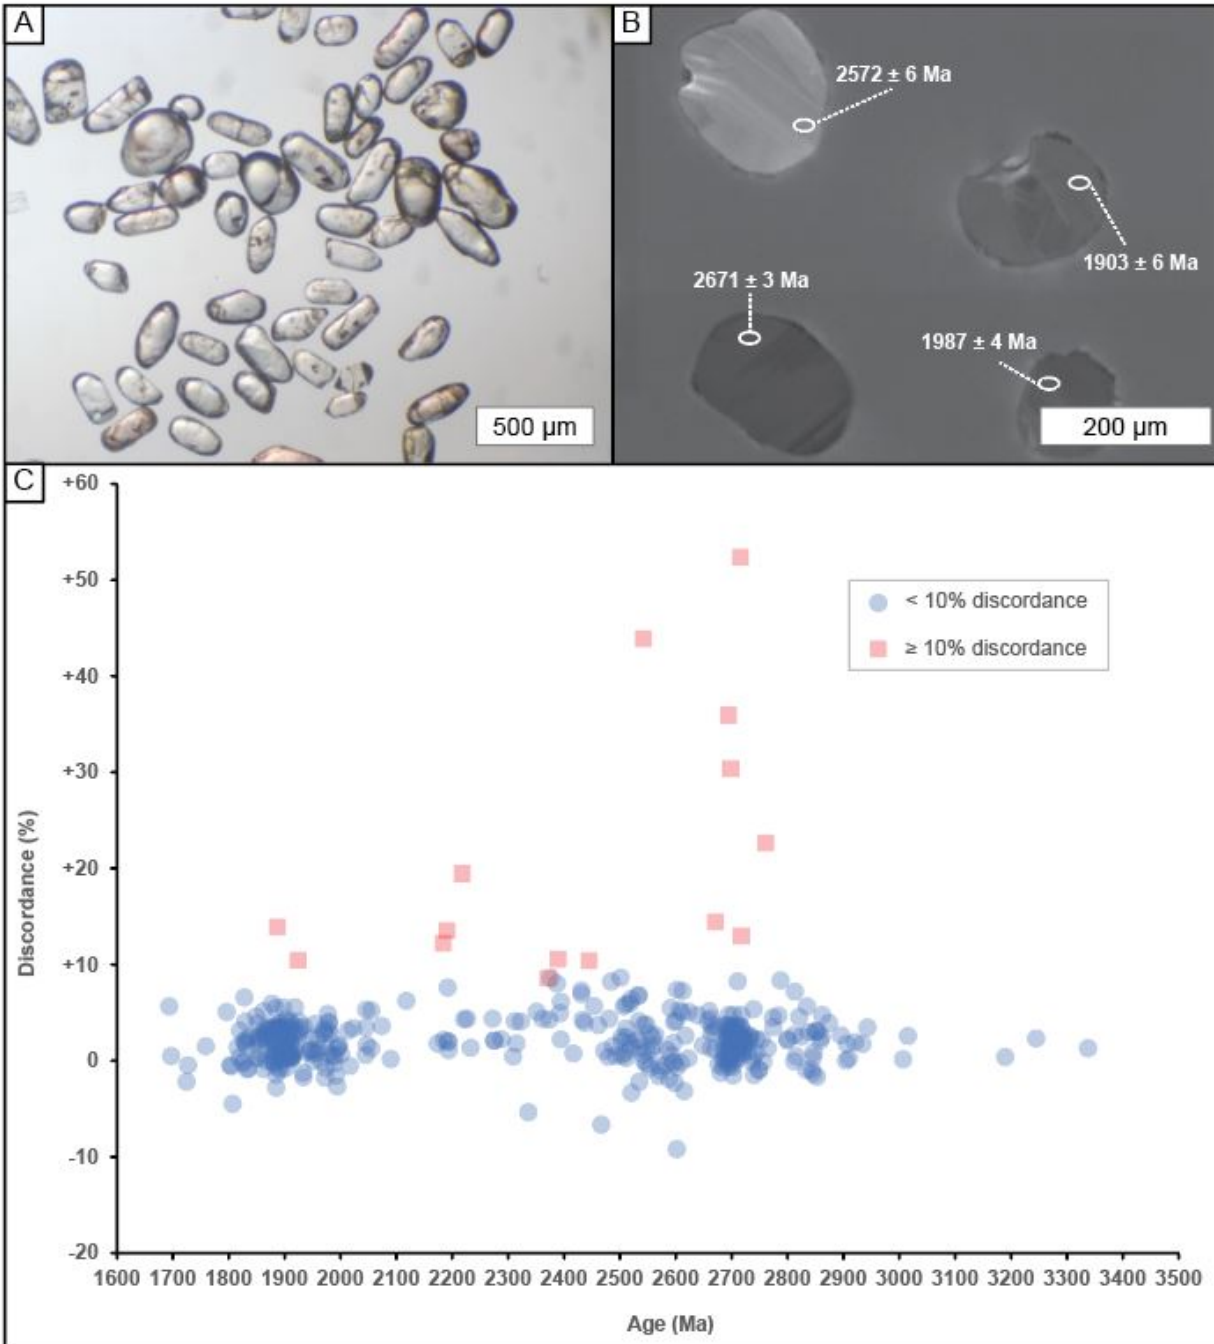 A
500 µm
B
2572 ± 6 Ma
1903 ± 6 Ma
2671 ± 3 Ma
1987 ± 4 Ma
200 µm
C
+60
+50
+40
+30
+20
+10
0
-10
-20
Discordance (%)
< 10% discordance
≥ 10% discordance
1600 1700 1800 1900 2000 2100 2200 2300 2400 2500 2600 2700 2800 2900 3000 3100 3200 3300 3400 3500
Age (Ma)